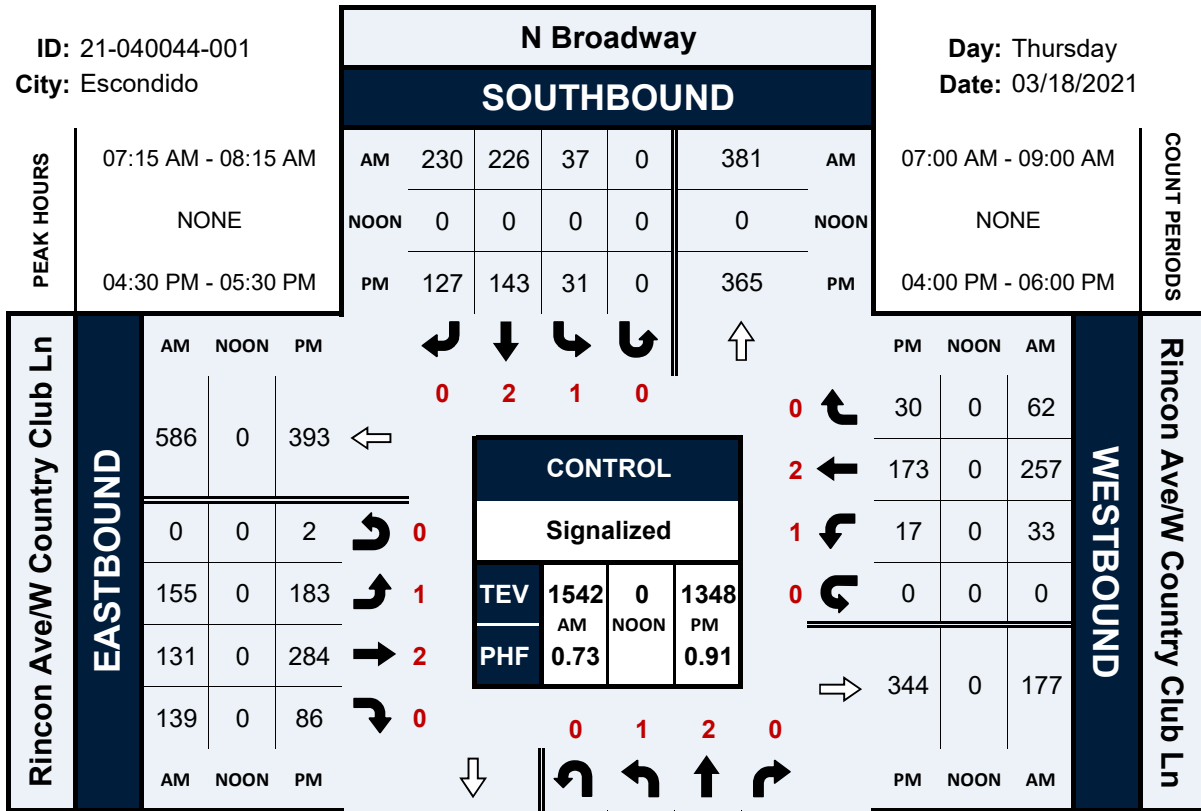 N Broadway
SOUTHBOUND
ID: 21-040044-001
City: Escondido
Day: Thursday
Date: 03/18/2021
PEAK HOURS
07:15 AM - 08:15 AM
NONE
04:30 PM - 05:30 PM
AM 230 226 37 0 381 AM
NOON 0 0 0 0 0 NOON
PM 127 143 31 0 365 PM
07:00 AM - 09:00 AM
NONE
04:00 PM - 06:00 PM
COUNT PERIODS
0 2 1 0
Rincon Ave/W Country Club Ln
EASTBOUND
AM NOON PM
586 0 393
0 0 2 0
155 0 183 1
131 0 284 2
139 0 86 0
AM NOON PM
CONTROL
Signalized
TEV 1542 0 1348
AM NOON PM
PHF 0.73 0.91
PM NOON AM
0 30 0 62
2 173 0 257
1 17 0 33
0 0 0 0
344 0 177
PM NOON AM
WESTBOUND
Rincon Ave/W Country Club Ln
0 1 2 0